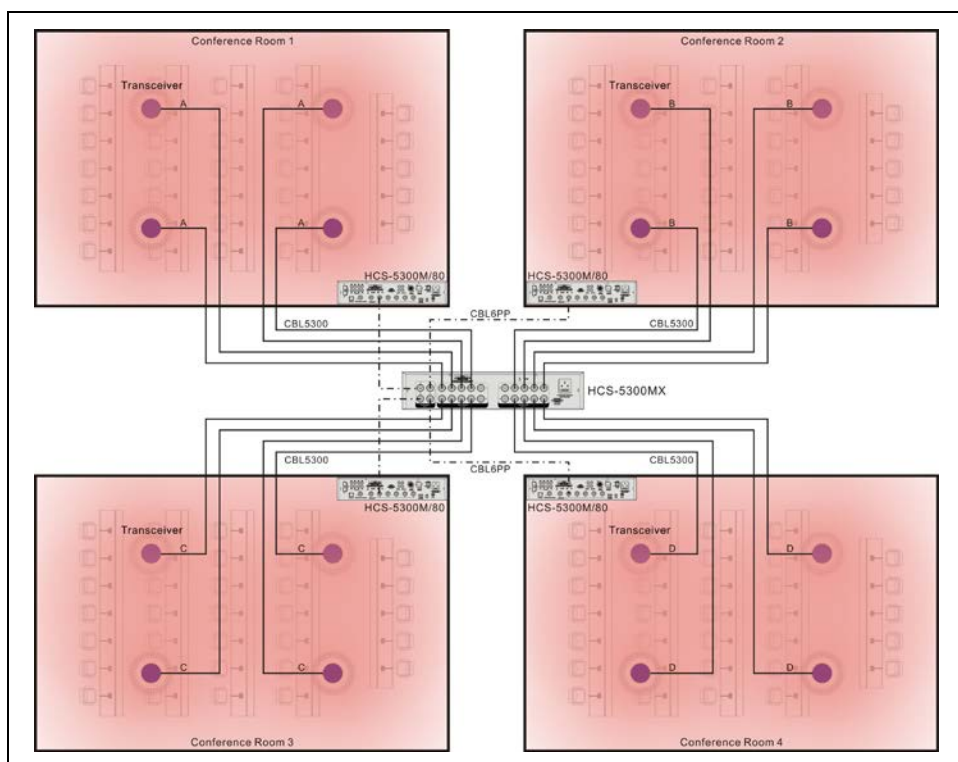 Conference Room 1
Conference Room 2
Transceiver
A
A
Transceiver
B
B
A
A
B
B
HCS-5300M/80
HCS-5300M/80
CBL5300
CBL6PP
CBL5300
HCS-5300MX
CBL5300
CBL6PP
CBL5300
HCS-5300M/80
HCS-5300M/80
Transceiver
C
C
Transceiver
D
D
C
C
D
D
Conference Room 3
Conference Room 4